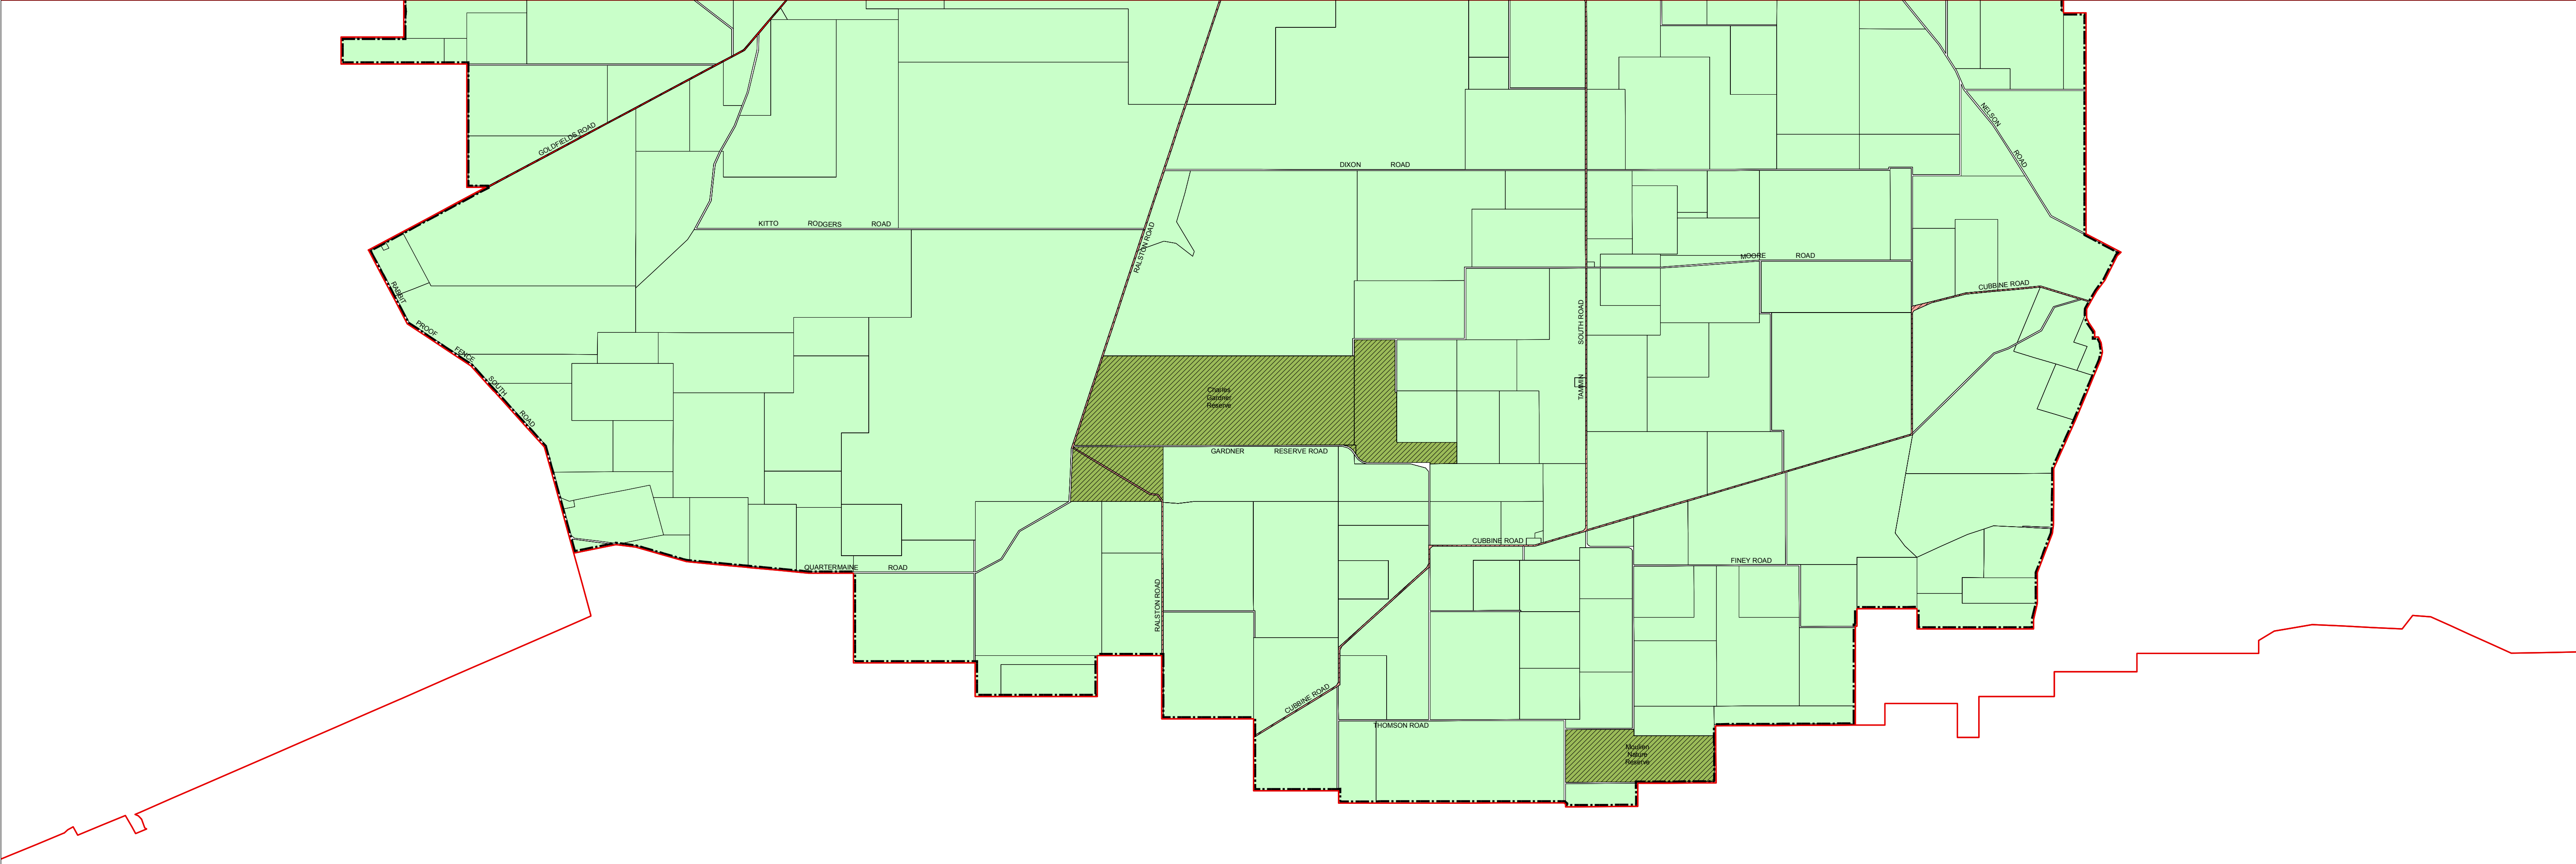 GOLDFIELDS ROAD
NELSON ROAD
DIXON ROAD
KITTO RODGERS ROAD
RALSTON ROAD
MOORE ROAD
CUBBINE ROAD
RABBIT PROOF FENCE SOUTH ROAD
TAMMIN SOUTH ROAD
Charles
Gardner
Reserve
GARDNER RESERVE ROAD
CUBBINE ROAD
FINEY ROAD
QUARTERMAINE ROAD
RALSTON ROAD
CUBBINE ROAD
THOMSON ROAD
Moulien
Nature
Reserve